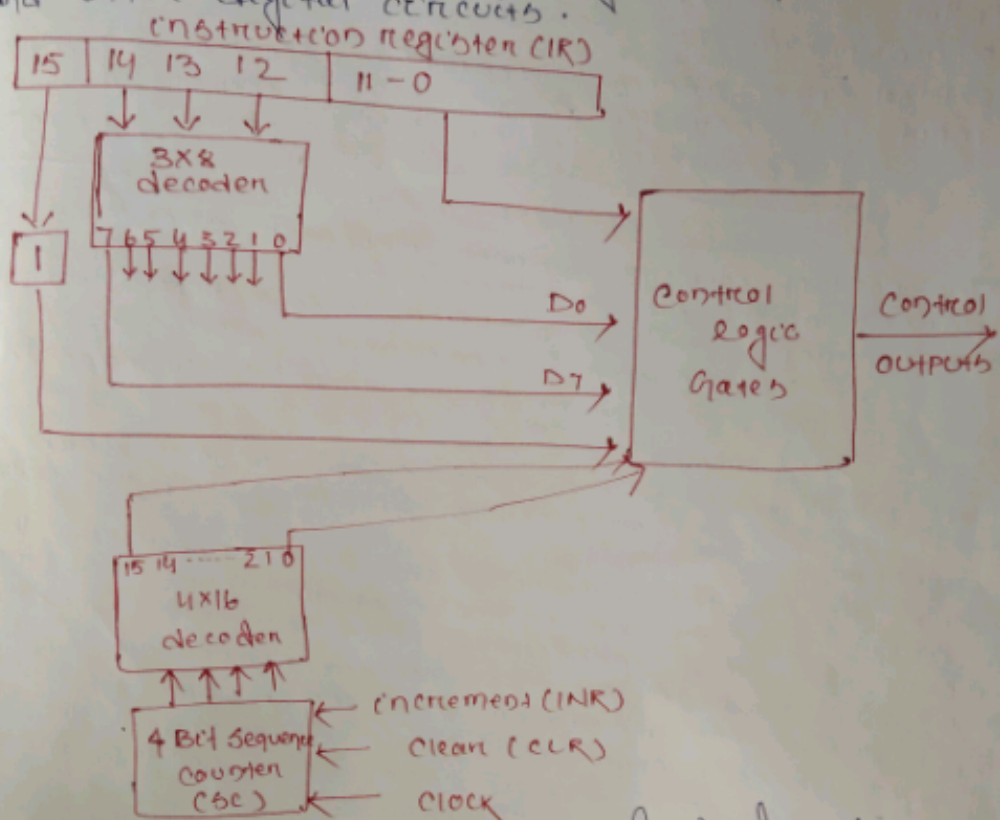 digital circuits.
instruction register (IR)
15 14 13 12 11-0
3x8
decoder
7 6 5 4 3 2 1 0
1
D0
D7
Control
logic
Gates
Control
outputs
15 14 ...... 2 1 0
4x16
decoder
4 Bit Sequence
counter
(SC)
increment (INR)
Clear (CLR)
Clock